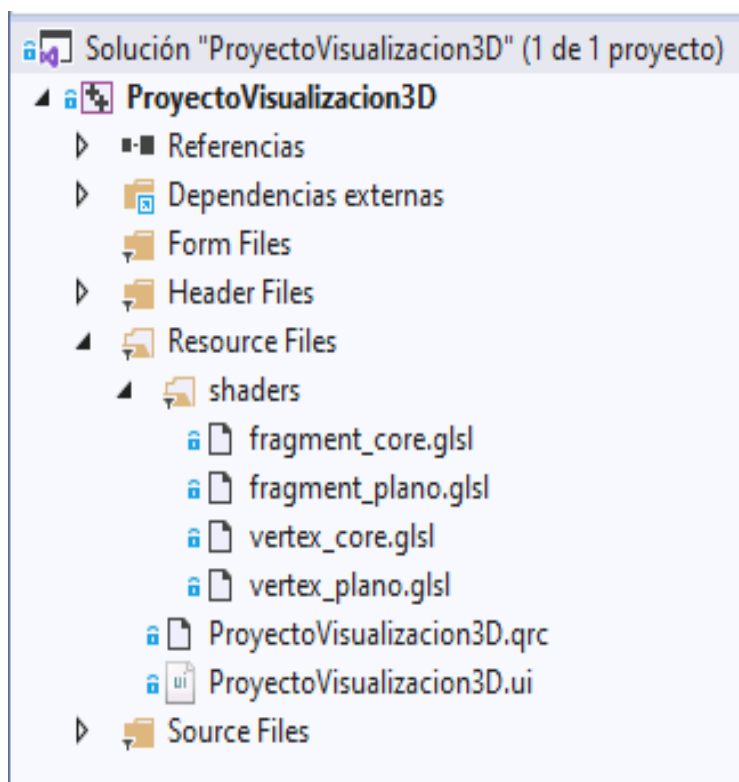 Solución "ProyectoVisualizacion3D" (1 de 1 proyecto)
ProyectoVisualizacion3D
Referencias
Dependencias externas
Form Files
Header Files
Resource Files
shaders
fragment_core.glsl
fragment_plano.glsl
vertex_core.glsl
vertex_plano.glsl
ProyectoVisualizacion3D.qrc
ui ProyectoVisualizacion3D.ui
Source Files